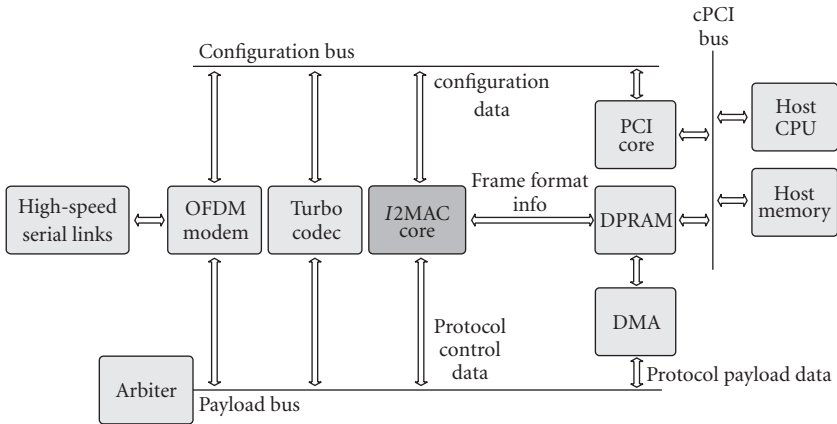 cPCI
bus
Configuration bus
configuration
data
PCI
core
Host
CPU
High-speed
serial links
OFDM
modem
Turbo
codec
I2MAC
core
Frame format
info
DPRAM
Host
memory
DMA
Protocol
control
data
Arbiter
Payload bus
Protocol payload data